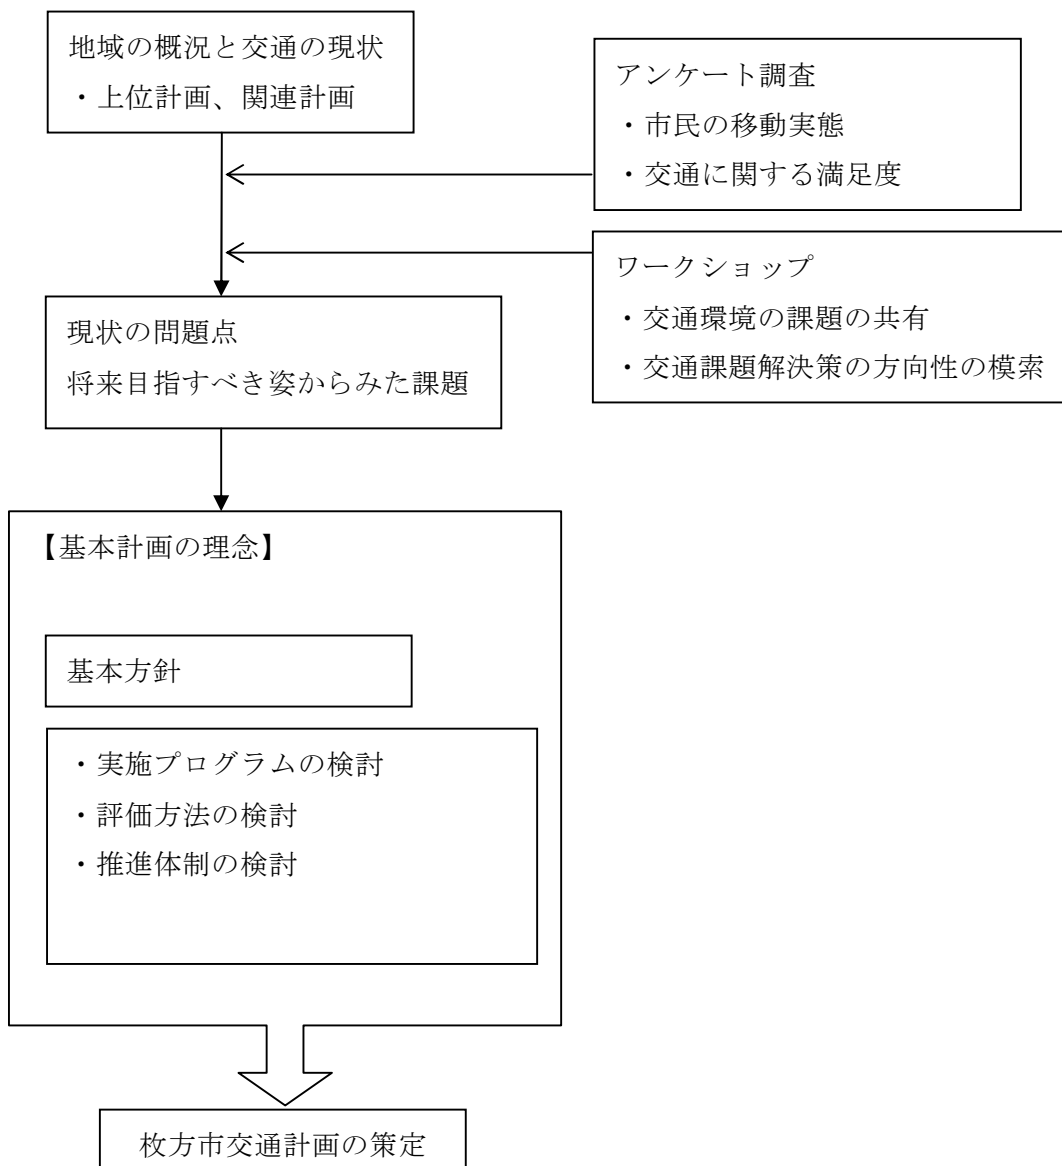 地域の概況と交通の現状
・上位計画、関連計画
アンケート調査
・市民の移動実態
・交通に関する満足度
ワークショップ
・交通環境の課題の共有
・交通課題解決策の方向性の模索
現状の問題点
将来目指すべき姿からみた課題
【基本計画の理念】
基本方針
・実施プログラムの検討
・評価方法の検討
・推進体制の検討
枚方市交通計画の策定